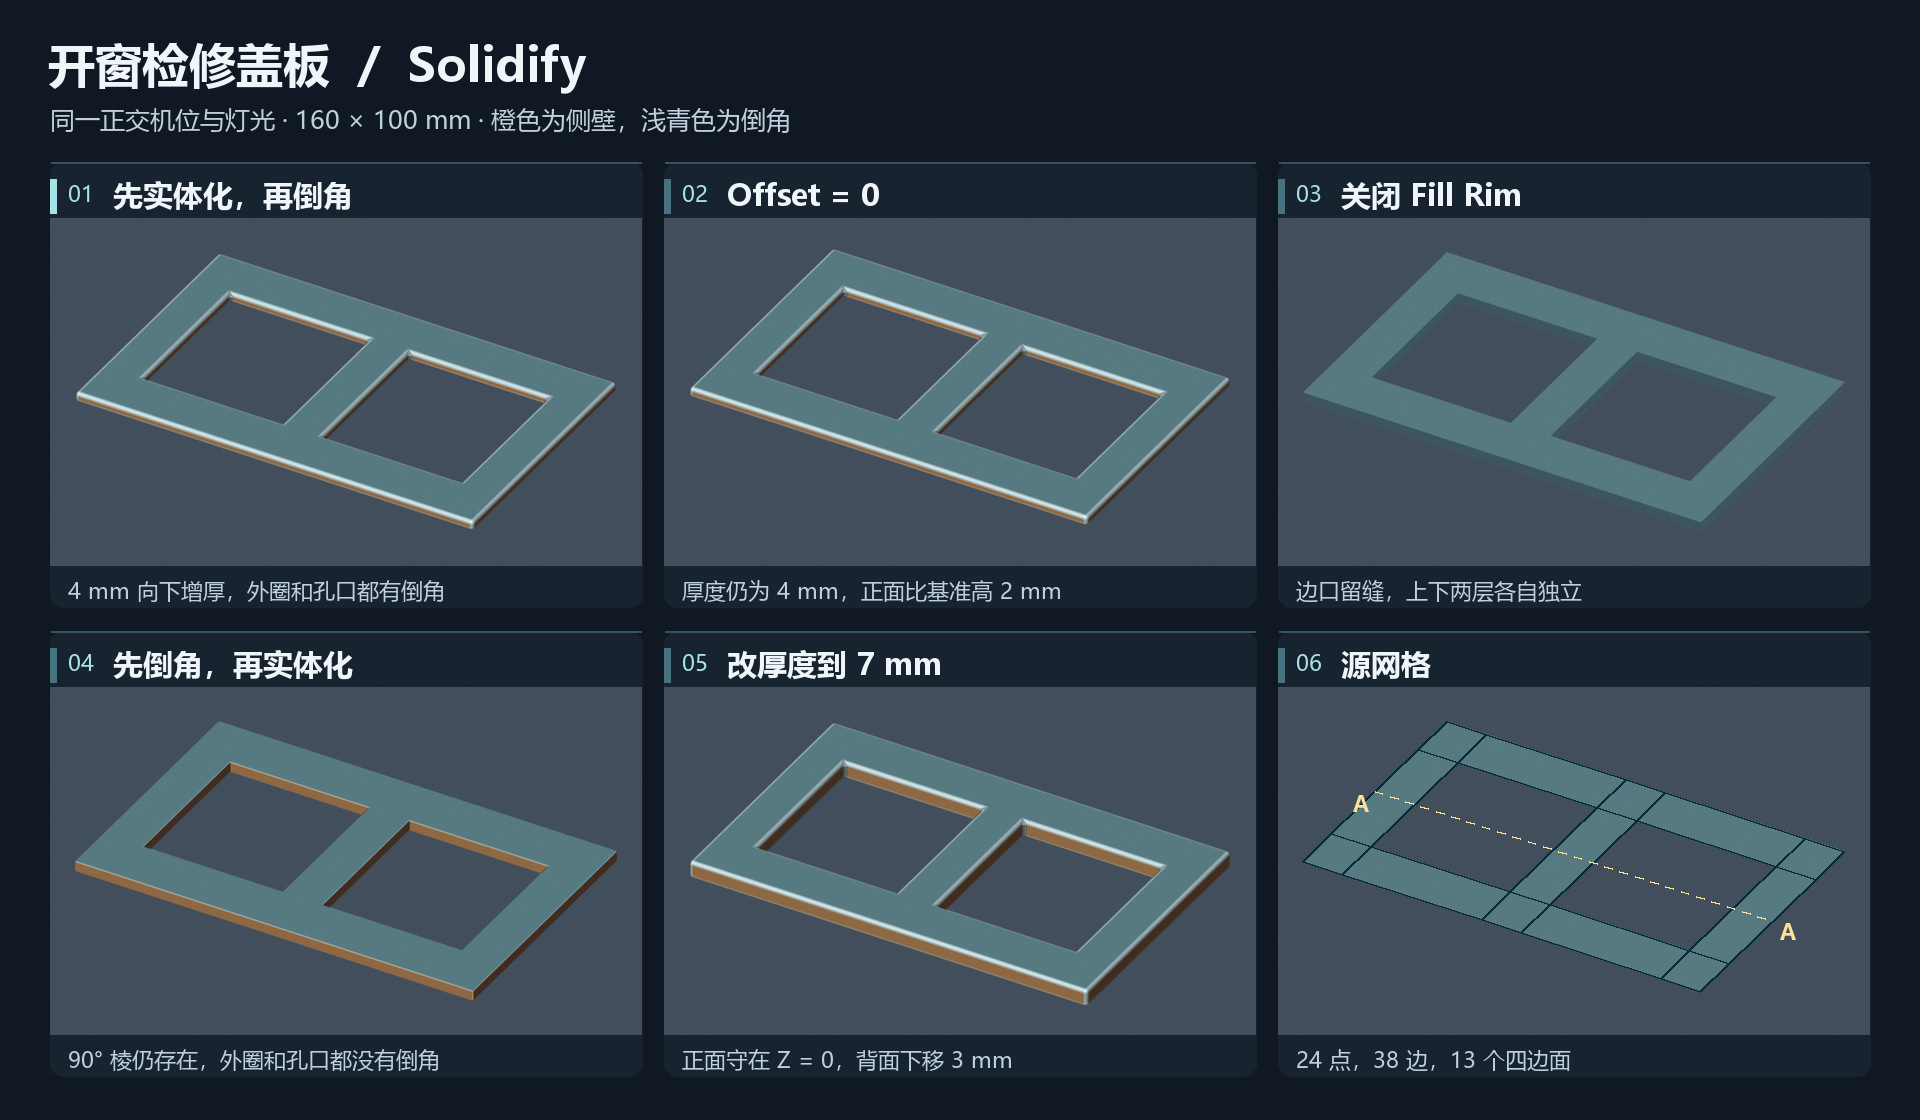 开窗检修盖板 / Solidify
同一正交机位与灯光 · 160 × 100 mm · 橙色为侧壁，浅青色为倒角
01 先实体化，再倒角
4 mm 向下增厚，外圈和孔口都有倒角
02 Offset = 0
厚度仍为 4 mm，正面比基准高 2 mm
03 关闭 Fill Rim
边口留缝，上下两层各自独立
04 先倒角，再实体化
90° 棱仍存在，外圈和孔口都没有倒角
05 改厚度到 7 mm
正面守在 Z = 0，背面下移 3 mm
06 源网格
A
A
24 点，38 边，13 个四边面